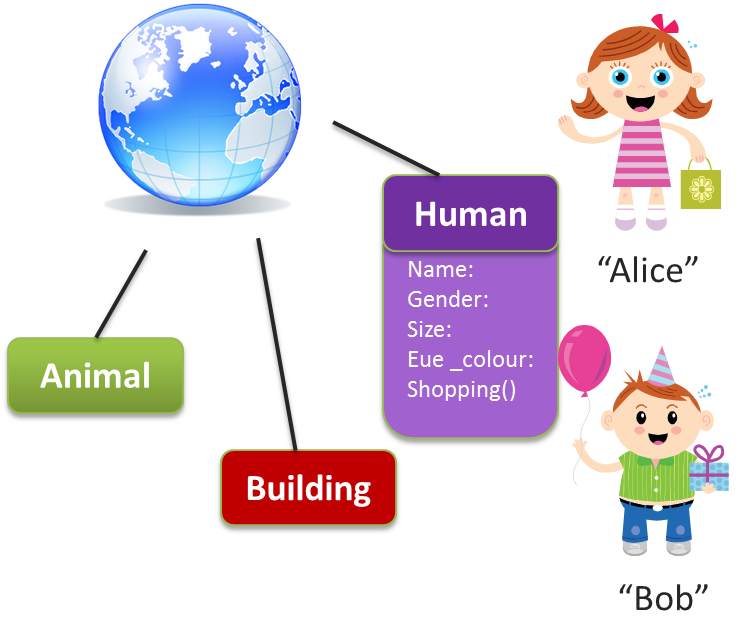 Human
Name:
Gender:
Size:
Eue _colour:
Shopping()
“Alice”
Animal
Building
“Bob”